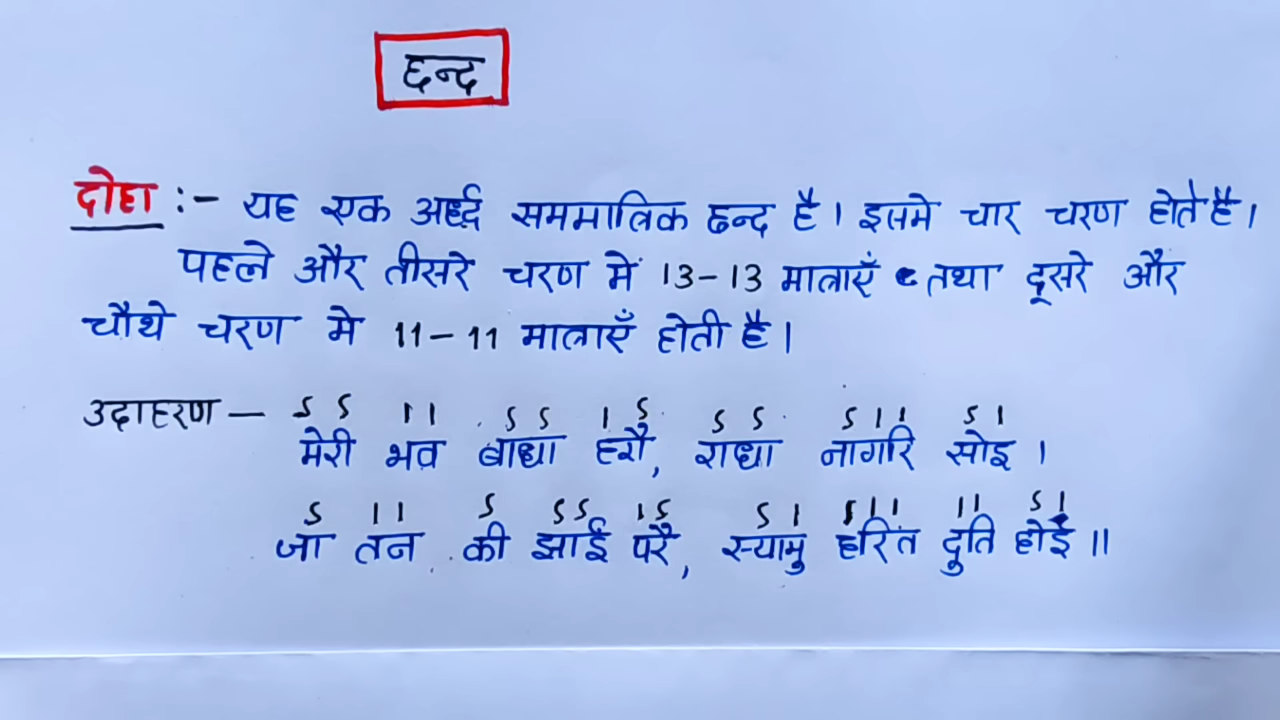 छन्द
दोहा :- यह एक अर्ध्द सममात्रिक छन्द है। इसमे चार चरण होते है।
पहले और तीसरे चरण में 13-13 मात्राएँ तथा दूसरे और
चौथे चरण मे 11-11 मात्राएँ होती है।
उदाहरण — S S I I S S I S S S S I I S I
मेरी भव बाधा हरौ, राधा नागरि सोइ।
S I I S S S I S S I I I I I I S I
जा तन की झाई परै, स्यामु हरित दुति होई॥